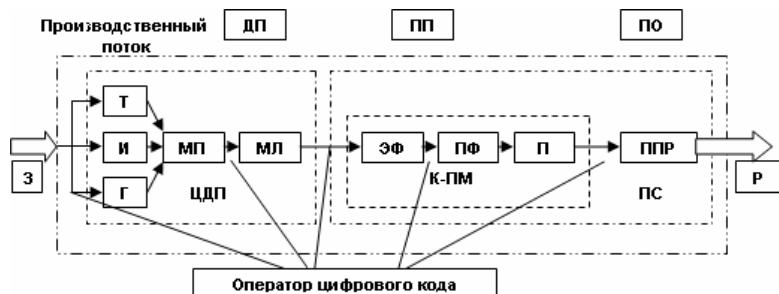 Производственный
поток
ДП
ПП
ПО
Т
И
МП
МЛ
ЭФ
ПФ
П
ППР
З
Г
ЦДП
К-ПМ
ПС
Р
Оператор цифрового кода